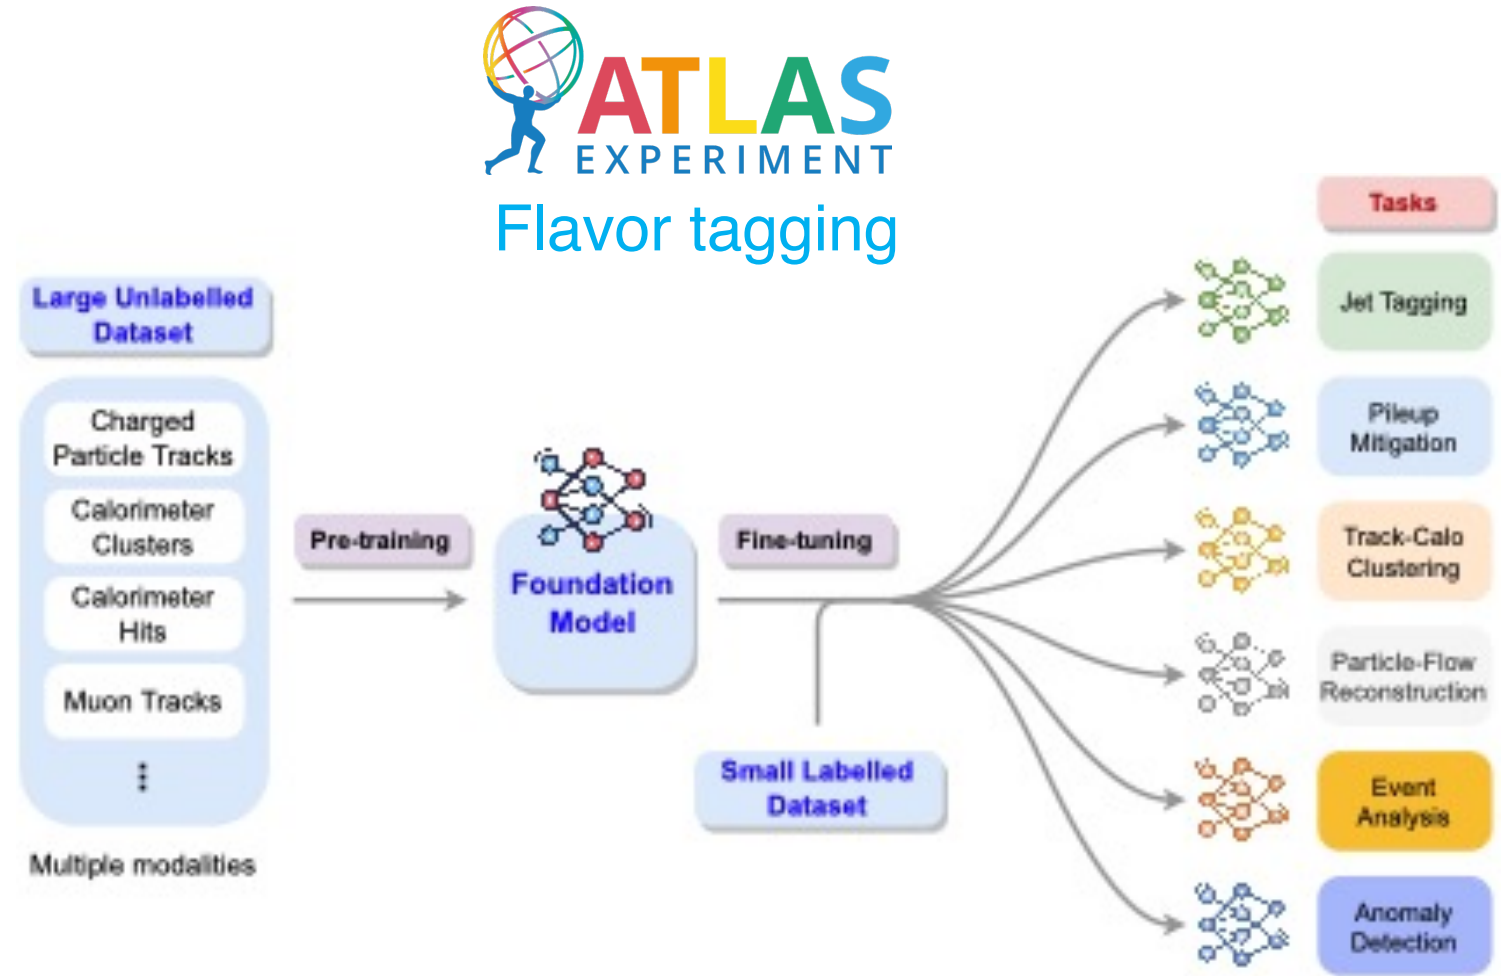 ATLAS
EXPERIMENT
Flavor tagging
Large Unlabelled
Dataset
Charged
Particle Tracks
Calorimeter
Clusters
Calorimeter
Hits
Muon Tracks
Multiple modalities
Pre-training
Foundation
Model
Fine-tuning
Small Labelled
Dataset
Tasks
Jet Tagging
Pileup
Mitigation
Track-Calo
Clustering
Particle-Flow
Reconstruction
Event
Analysis
Anomaly
Detection